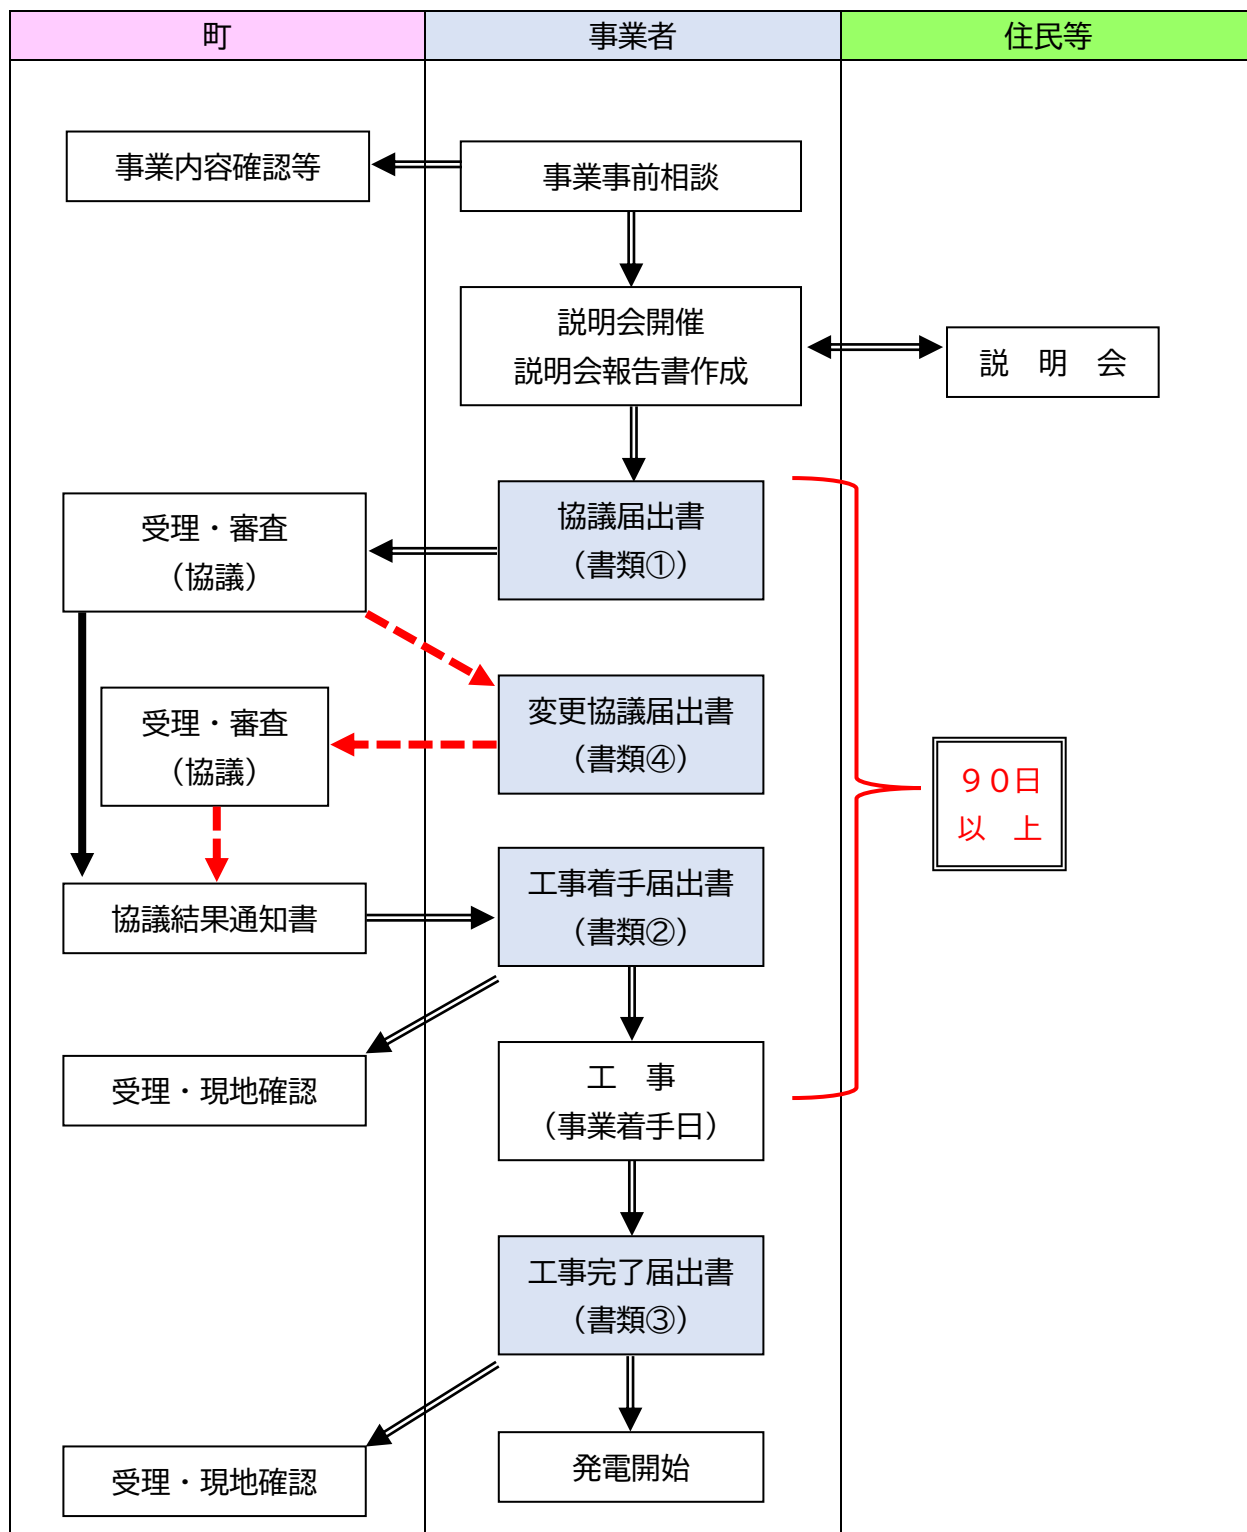 町
事業者
住民等
事業内容確認等
事業事前相談
説明会開催
説明会報告書作成
説　明　会
協議届出書
（書類①）
受理・審査
（協議）
変更協議届出書
（書類④）
受理・審査
（協議）
９０日
以　上
工事着手届出書
（書類②）
協議結果通知書
工　事
（事業着手日）
受理・現地確認
工事完了届出書
（書類③）
発電開始
受理・現地確認